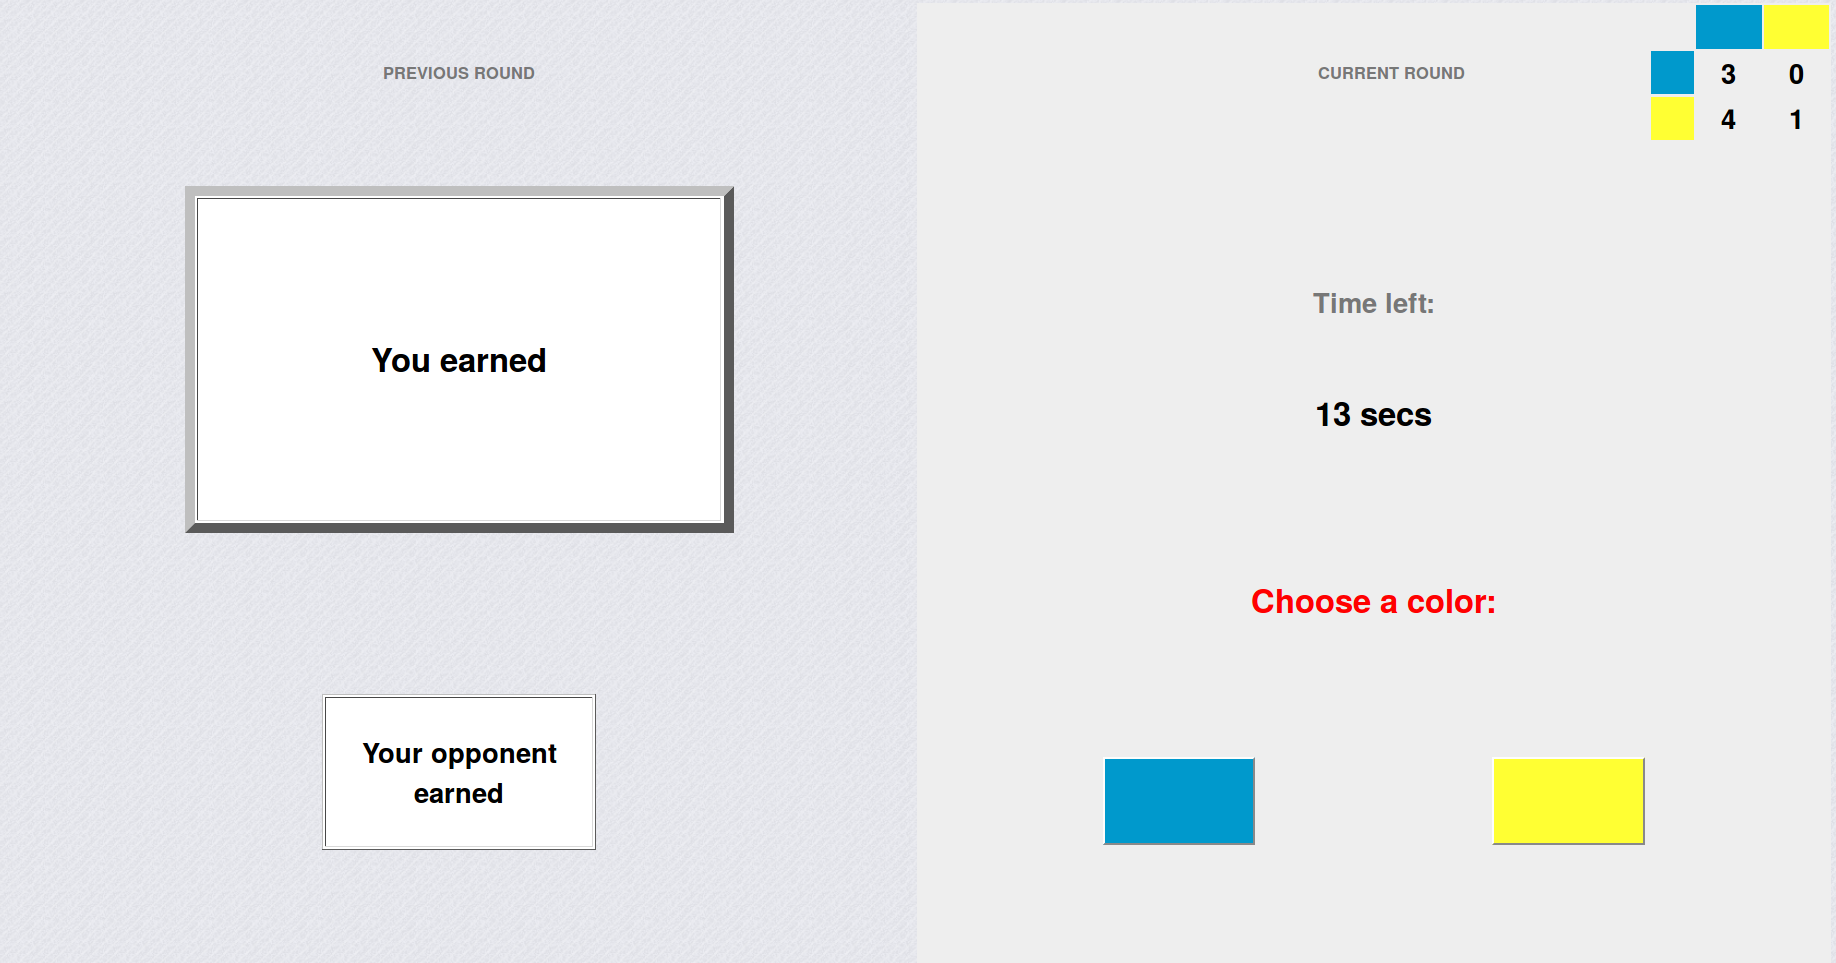 PREVIOUS ROUND
You earned
Your opponent
earned
CURRENT ROUND
3 0
4 1
Time left:
13 secs
Choose a color: